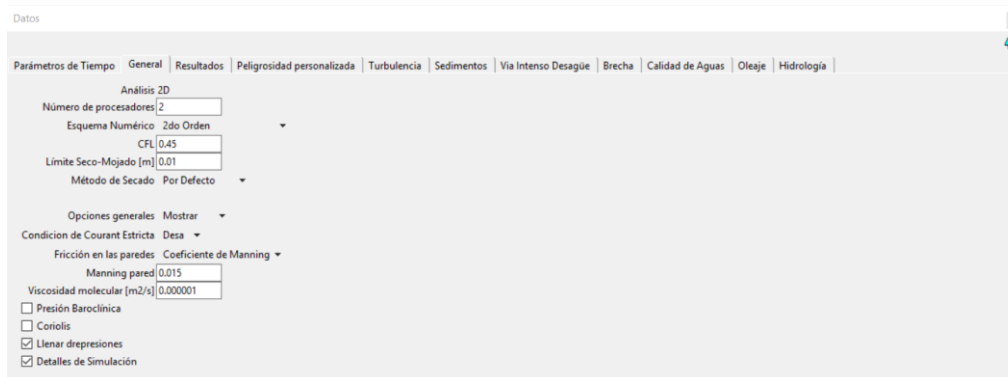 Datos
Parámetros de Tiempo General Resultados Peligrosidad personalizada Turbulencia Sedimentos Via Intenso Desagüe Brecha Calidad de Aguas Oleaje Hidrología
Análisis 2D
Número de procesadores 2
Esquema Numérico 2do Orden
CFL 0.45
Límite Seco-Mojado [m] 0.01
Método de Secado Por Defecto
Opciones generales Mostrar
Condicion de Courant Estricta Desa
Fricción en las paredes Coeficiente de Manning
Manning pared 0.015
Viscosidad molecular [m2/s] 0.000001
Presión Baroclínica
Coriolis
Llenar drepresiones
Detalles de Simulación